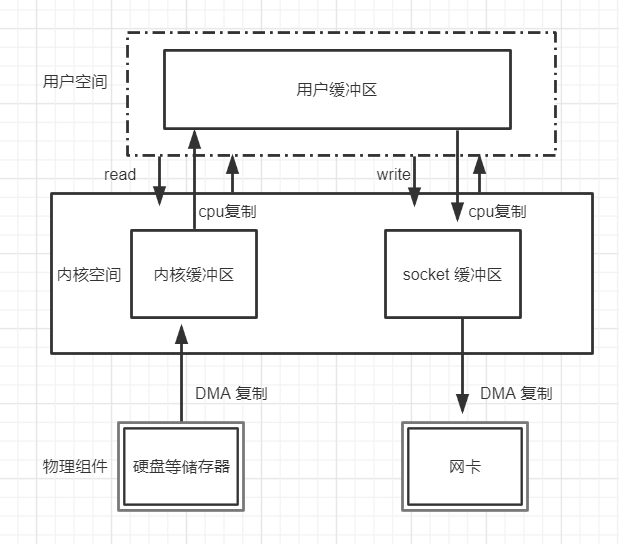 用户空间
用户缓冲区
read
write
cpu复制
cpu复制
内核空间
内核缓冲区
socket 缓冲区
DMA 复制
DMA 复制
物理组件
硬盘等储存器
网卡